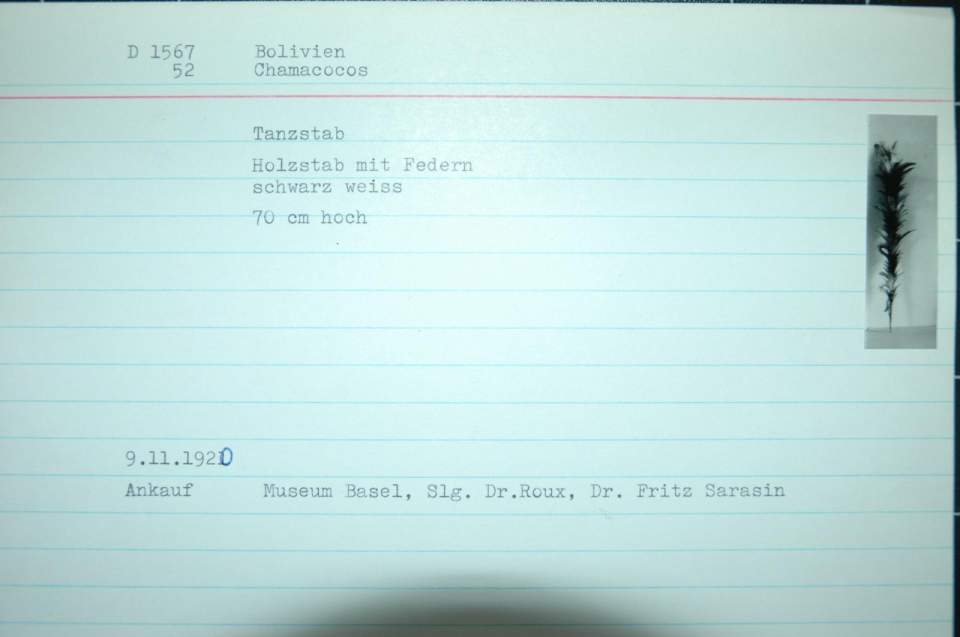 D 1567 Bolivien
52 Chamacocos
Tanzstab
Holzstab mit Federn
schwarz weiss
70 cm hoch
9.11.1920
Ankauf Museum Basel, Slg. Dr.Roux, Dr. Fritz Sarasin